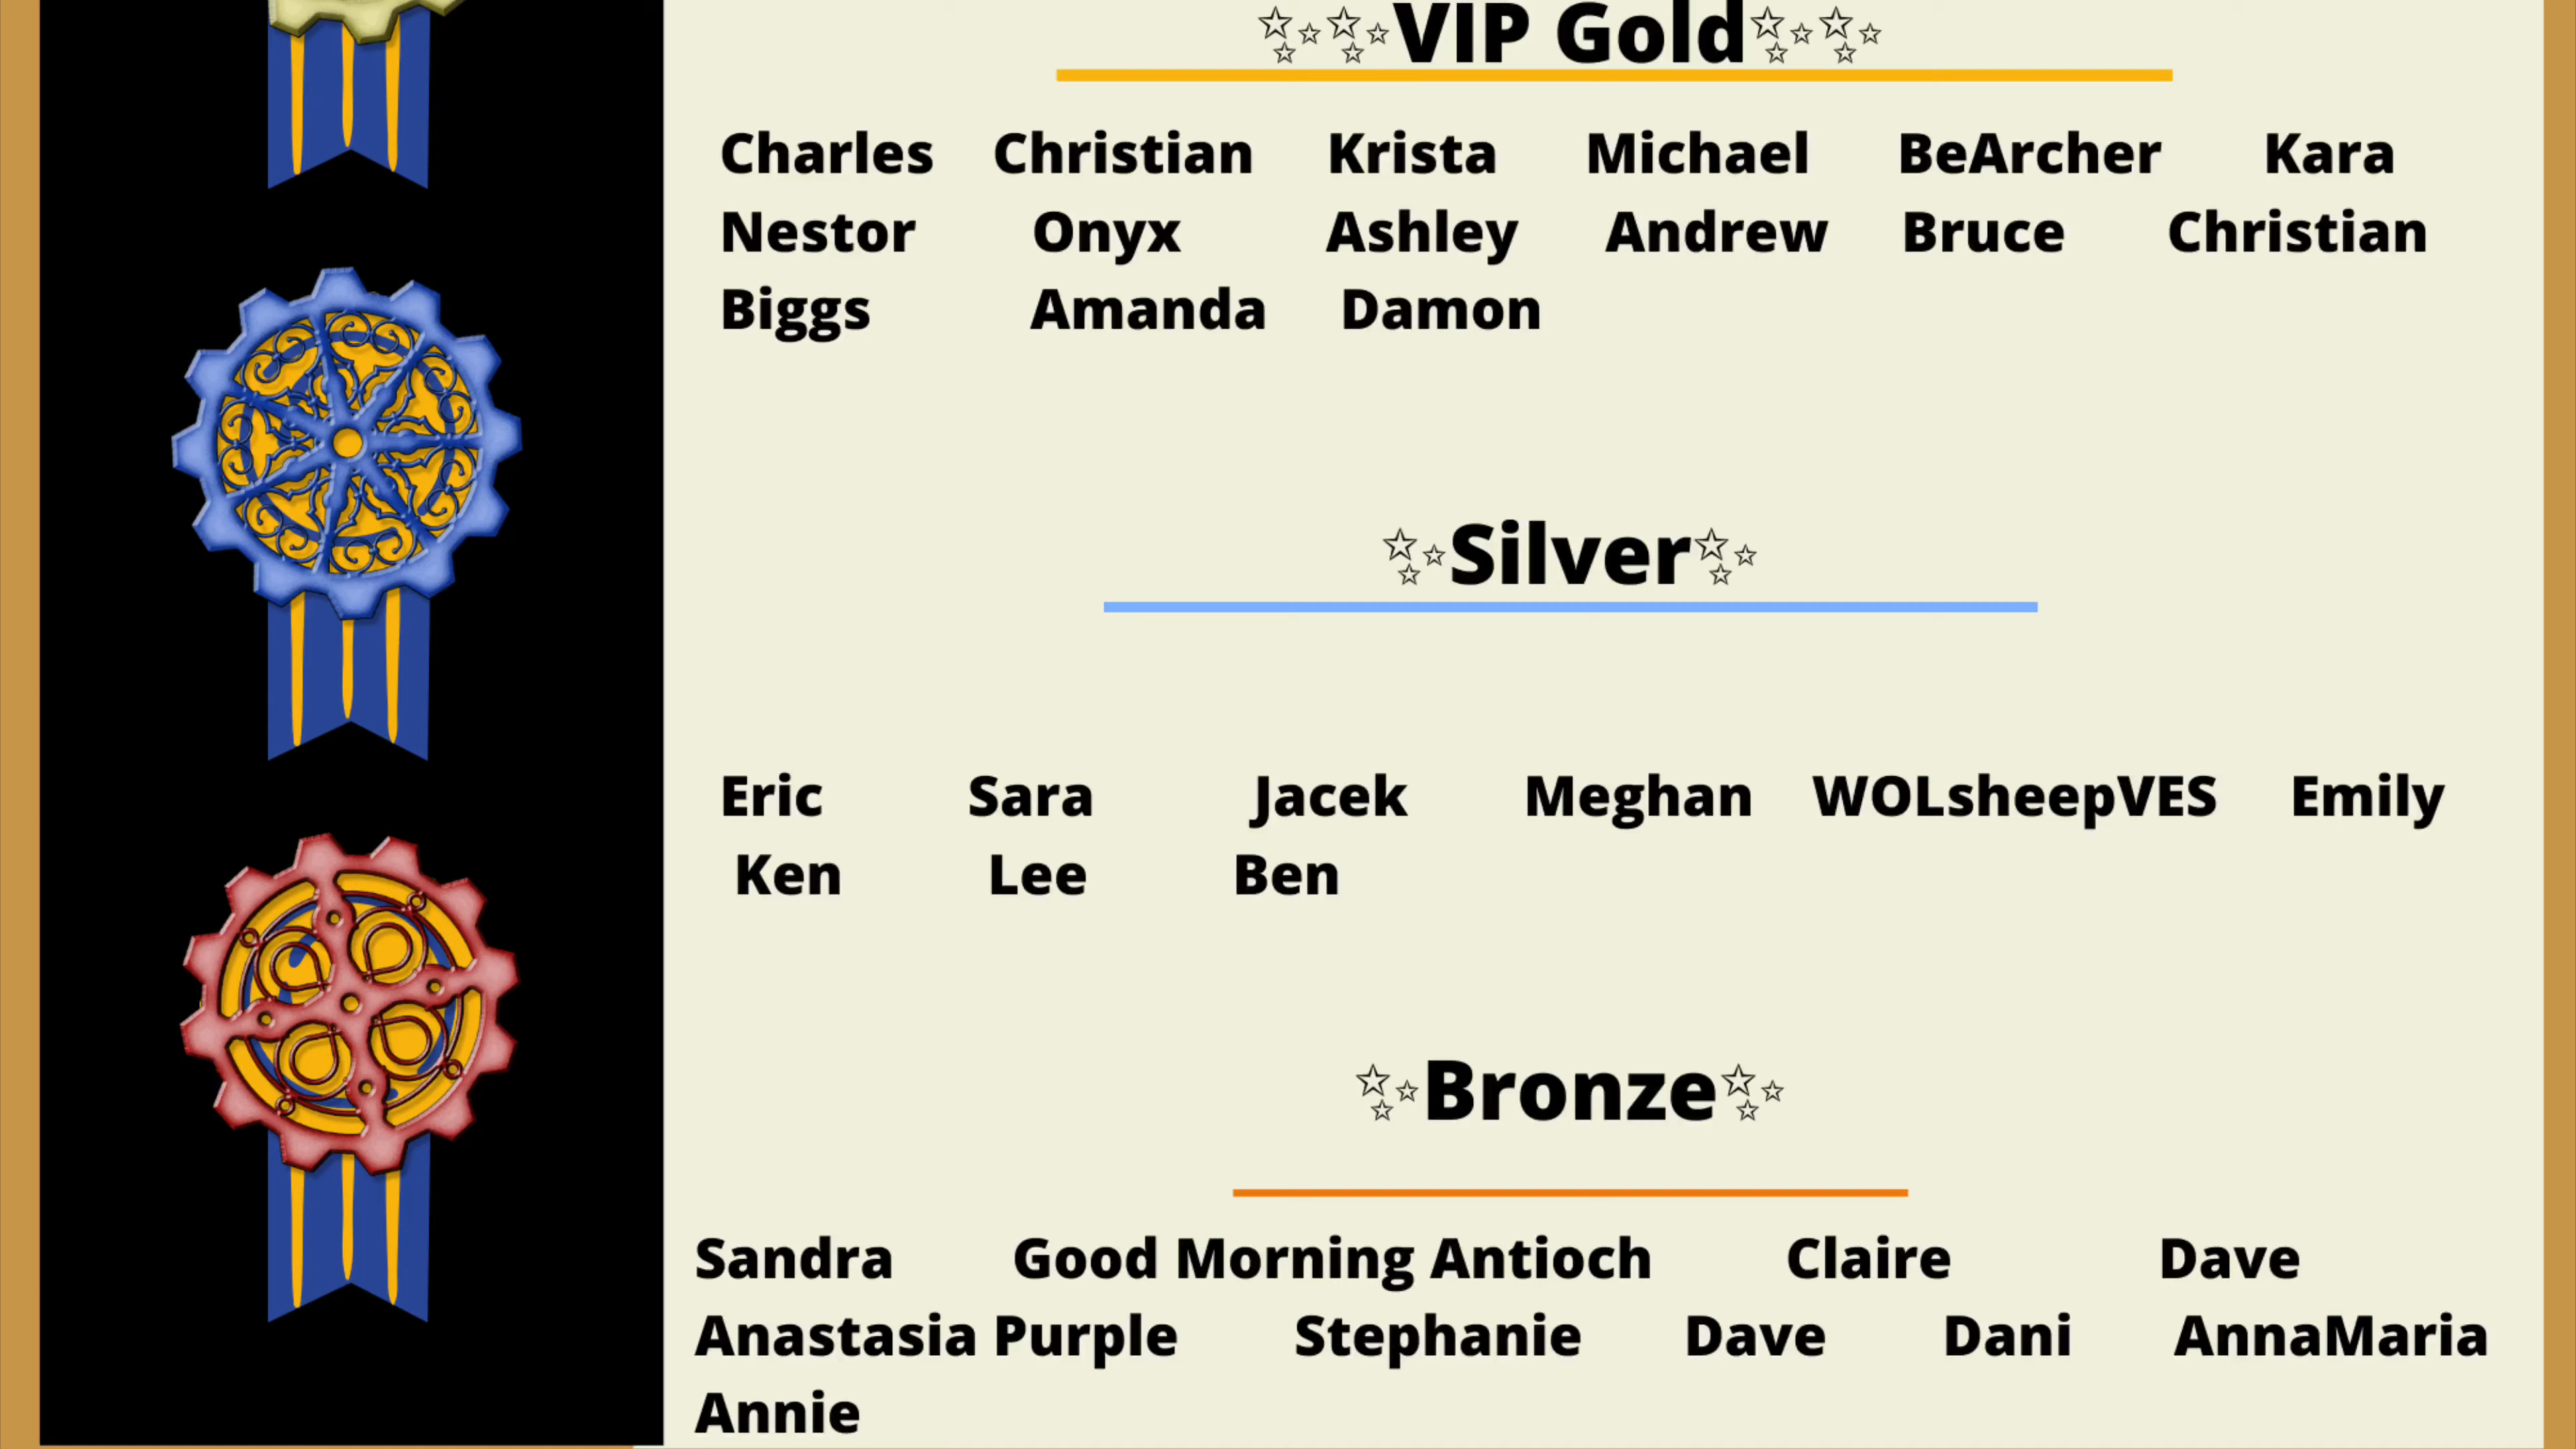 VIP Gold
Charles Christian Krista Michael BeArcher Kara
Nestor Onyx Ashley Andrew Bruce Christian
Biggs Amanda Damon
Silver
Eric Sara Jacek Meghan WOLsheepVES Emily
Ken Lee Ben
Bronze
Sandra Good Morning Antioch Claire Dave
Anastasia Purple Stephanie Dave Dani AnnaMaria
Annie